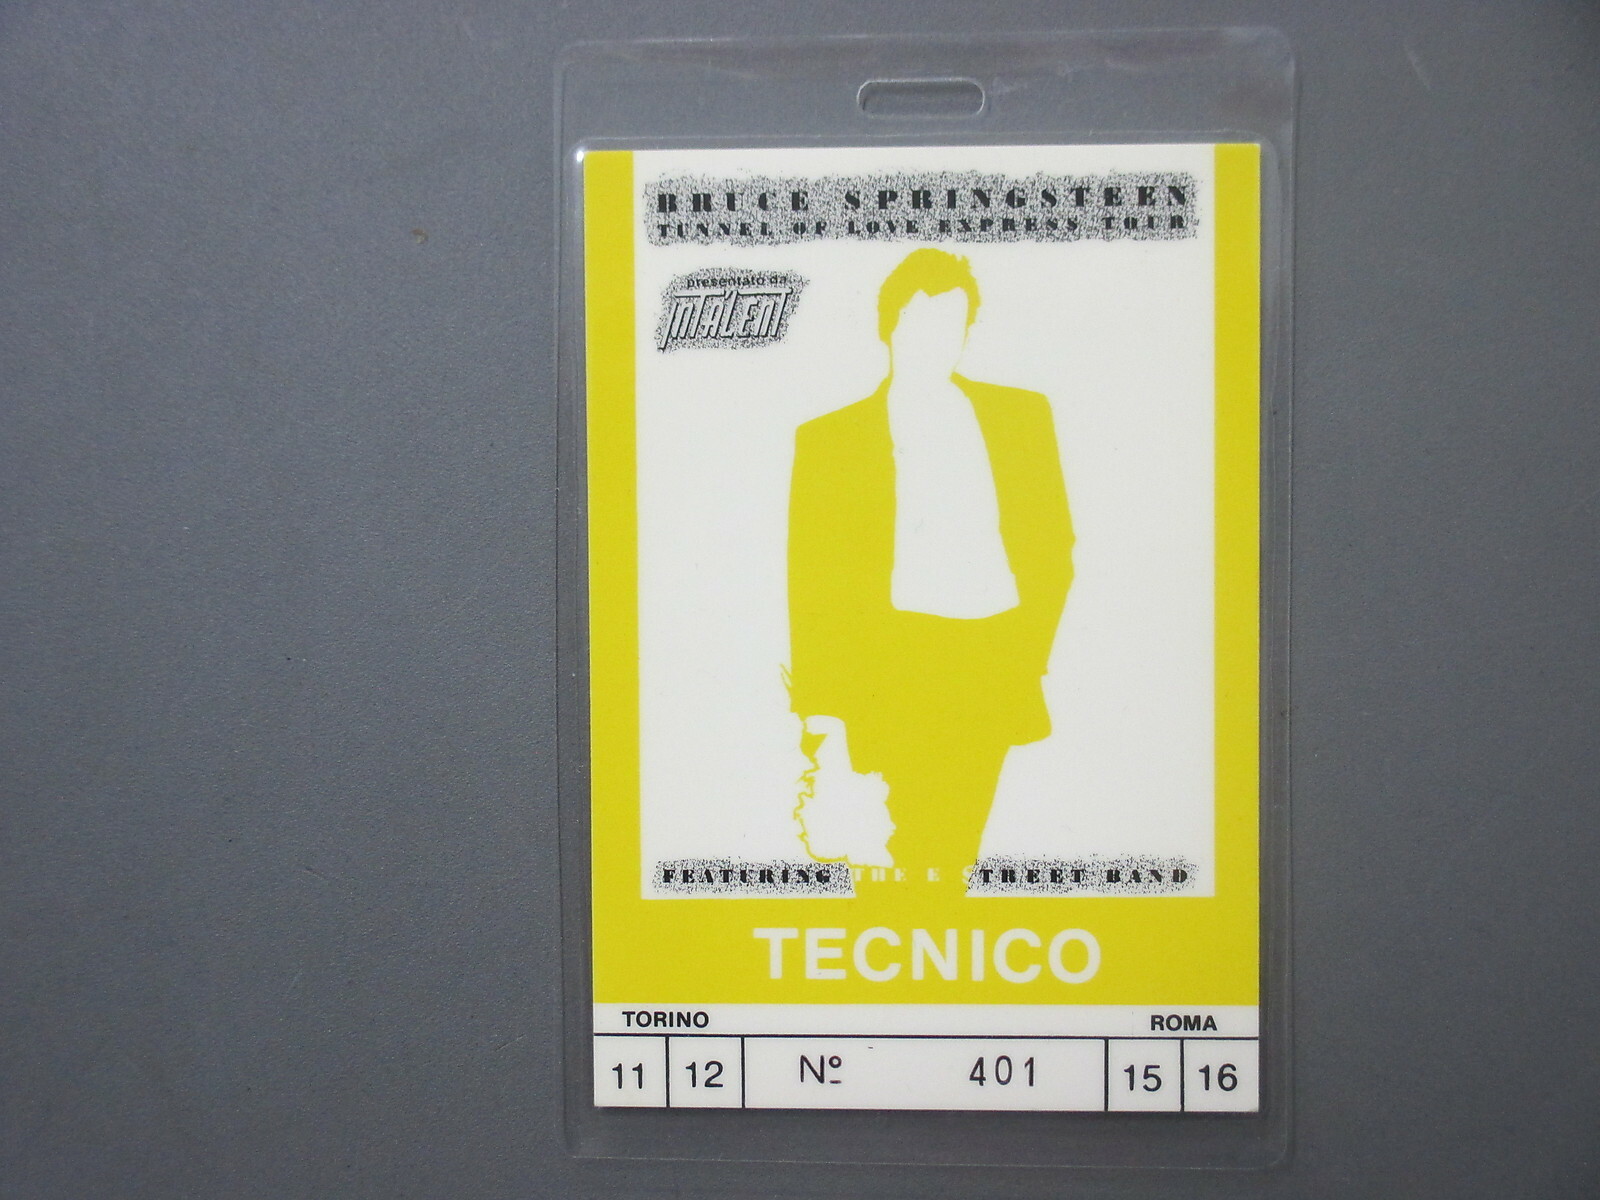 BRUCE SPRINGSTEEN
TUNNEL OF LOVE EXPRESS TOUR
presentato da
INTALENT
FEATURING THE E STREET BAND
TECNICO
TORINO ROMA
11 12 Nº 401 15 16